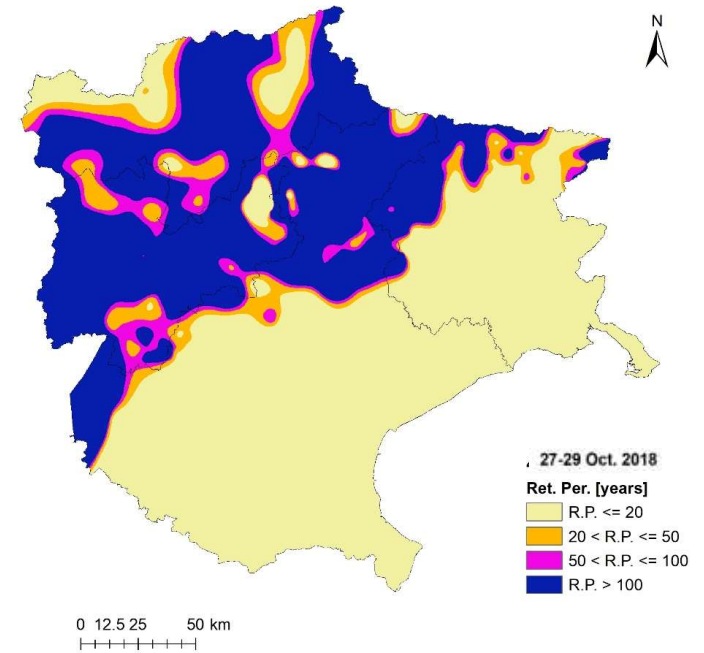 N
27-29 Oct. 2018
Ret. Per. [years]
R.P. <= 20
20 < R.P. <= 50
50 < R.P. <= 100
R.P. > 100
0 12.5 25 50 km